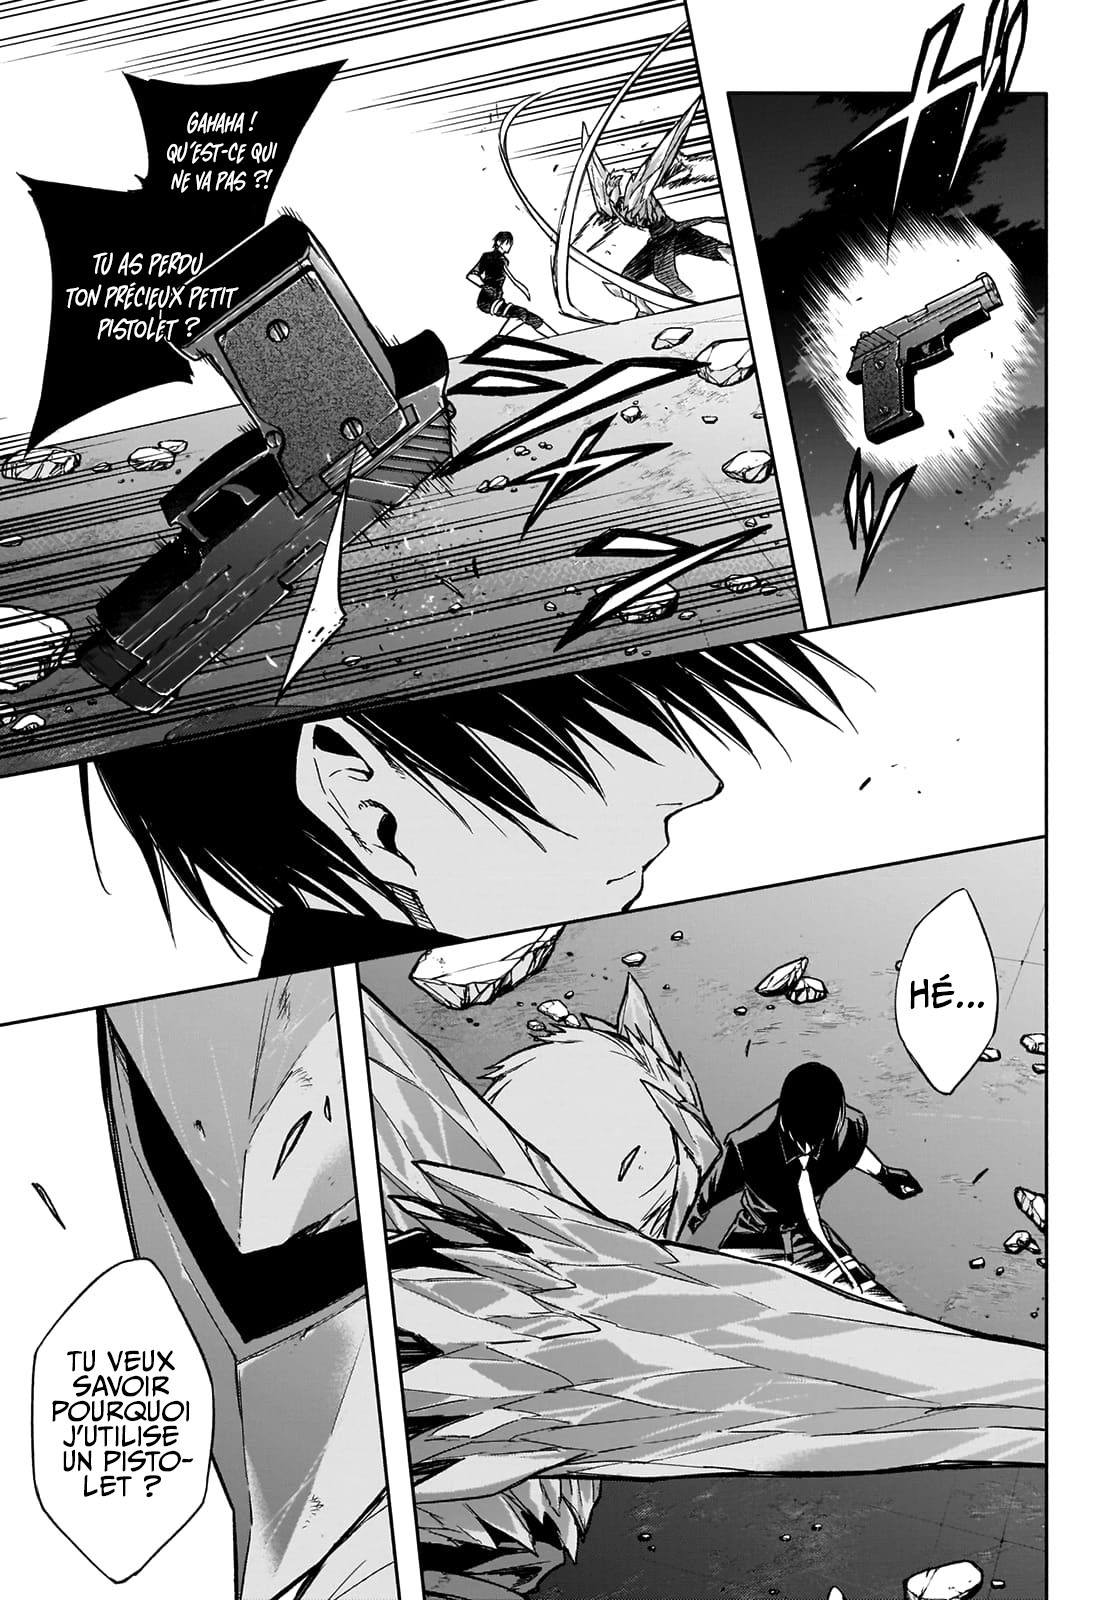 GAHAHA !
QU'EST-CE QUI
NE VA PAS ?!
TU AS PERDU
TON PRÉCIEUX PETIT
PISTOLET ?
HÉ...
TU VEUX
SAVOIR
POURQUOI
J'UTILISE
UN PISTO-
LET ?